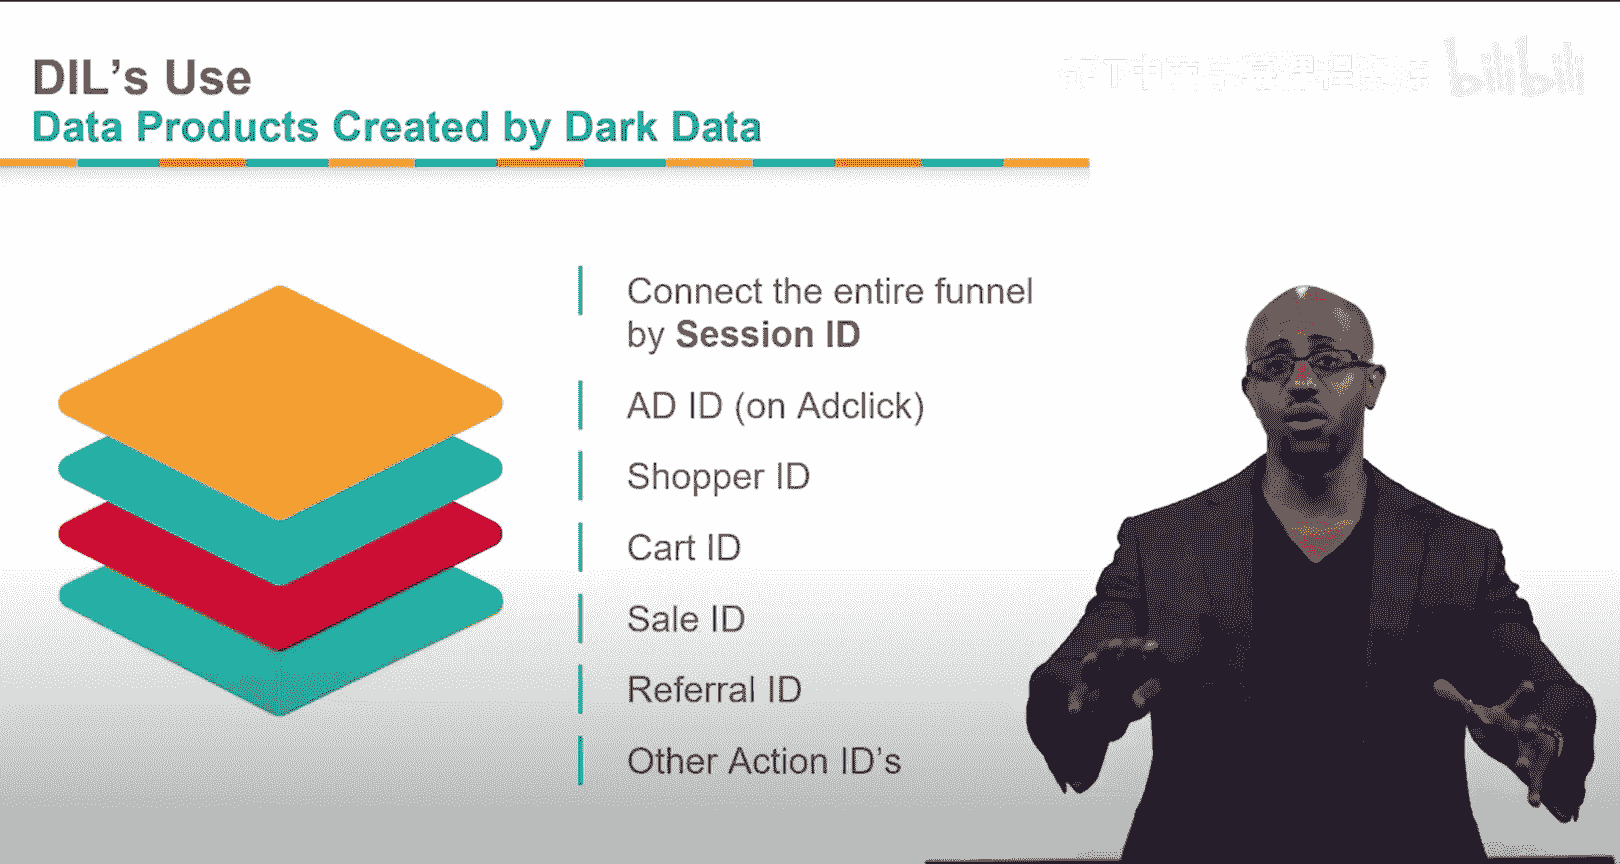 DIL’s Use
Data Products Created by Dark Data
bilibili
Connect the entire funnel
by Session ID
AD ID (on Adclick)
Shopper ID
Cart ID
Sale ID
Referral ID
Other Action ID’s